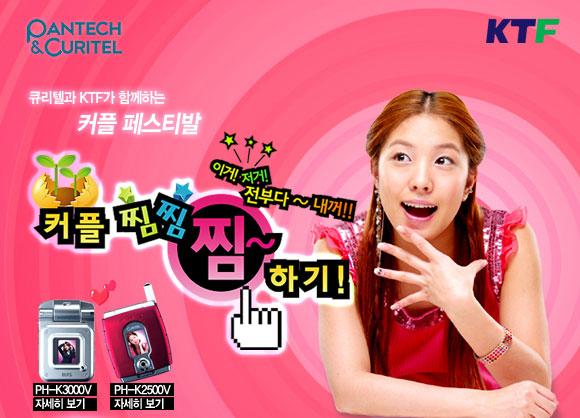 PANTECH
&CURITEL
KTF
큐리텔과 KTF가 함께하는
커플 페스티발
이게! 저게!
전부다~내꺼!!
커플 찜찜찜~
하기!
PH-K3000V
자세히 보기
PH-K2500V
자세히 보기